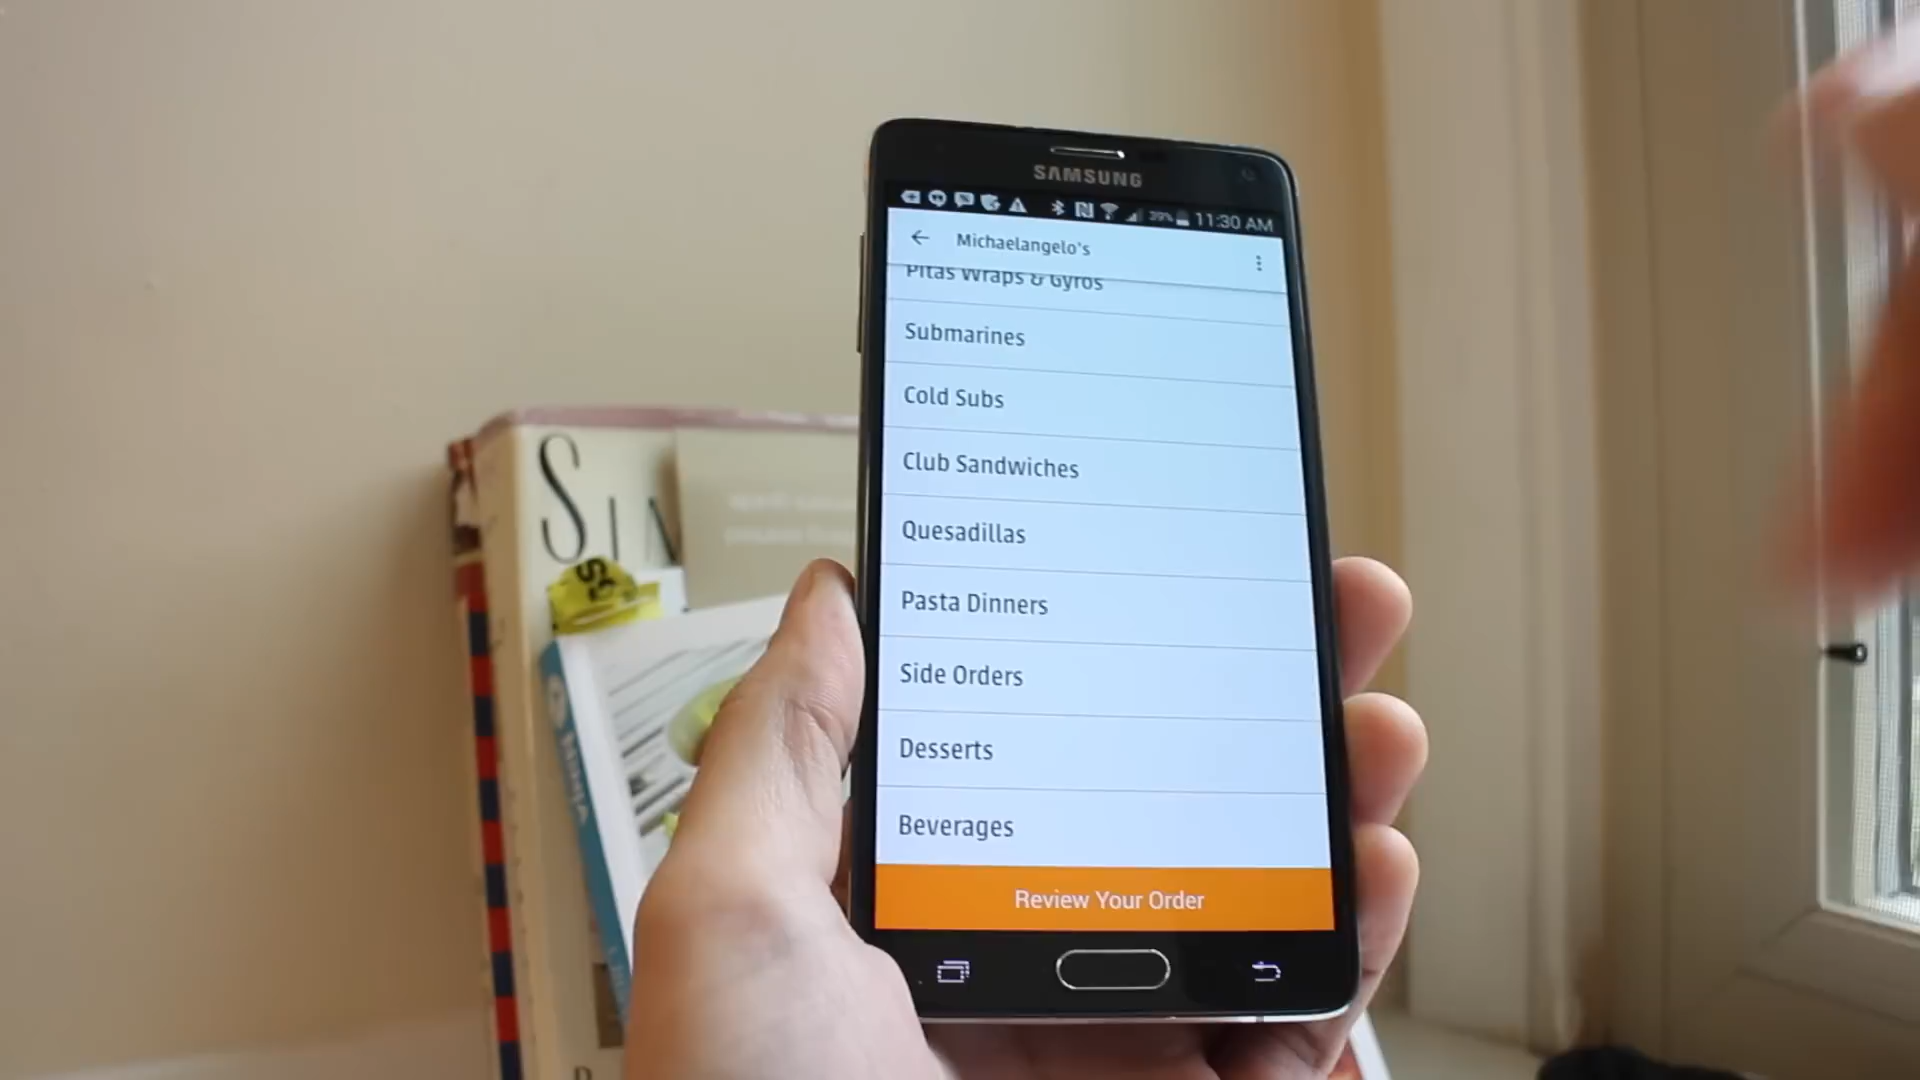 SAMSUNG
39% 11:30 AM
Michaelangelo's
Pitas Wraps & Gyros
Submarines
Cold Subs
Club Sandwiches
Quesadillas
Pasta Dinners
Side Orders
Desserts
Beverages
Review Your Order